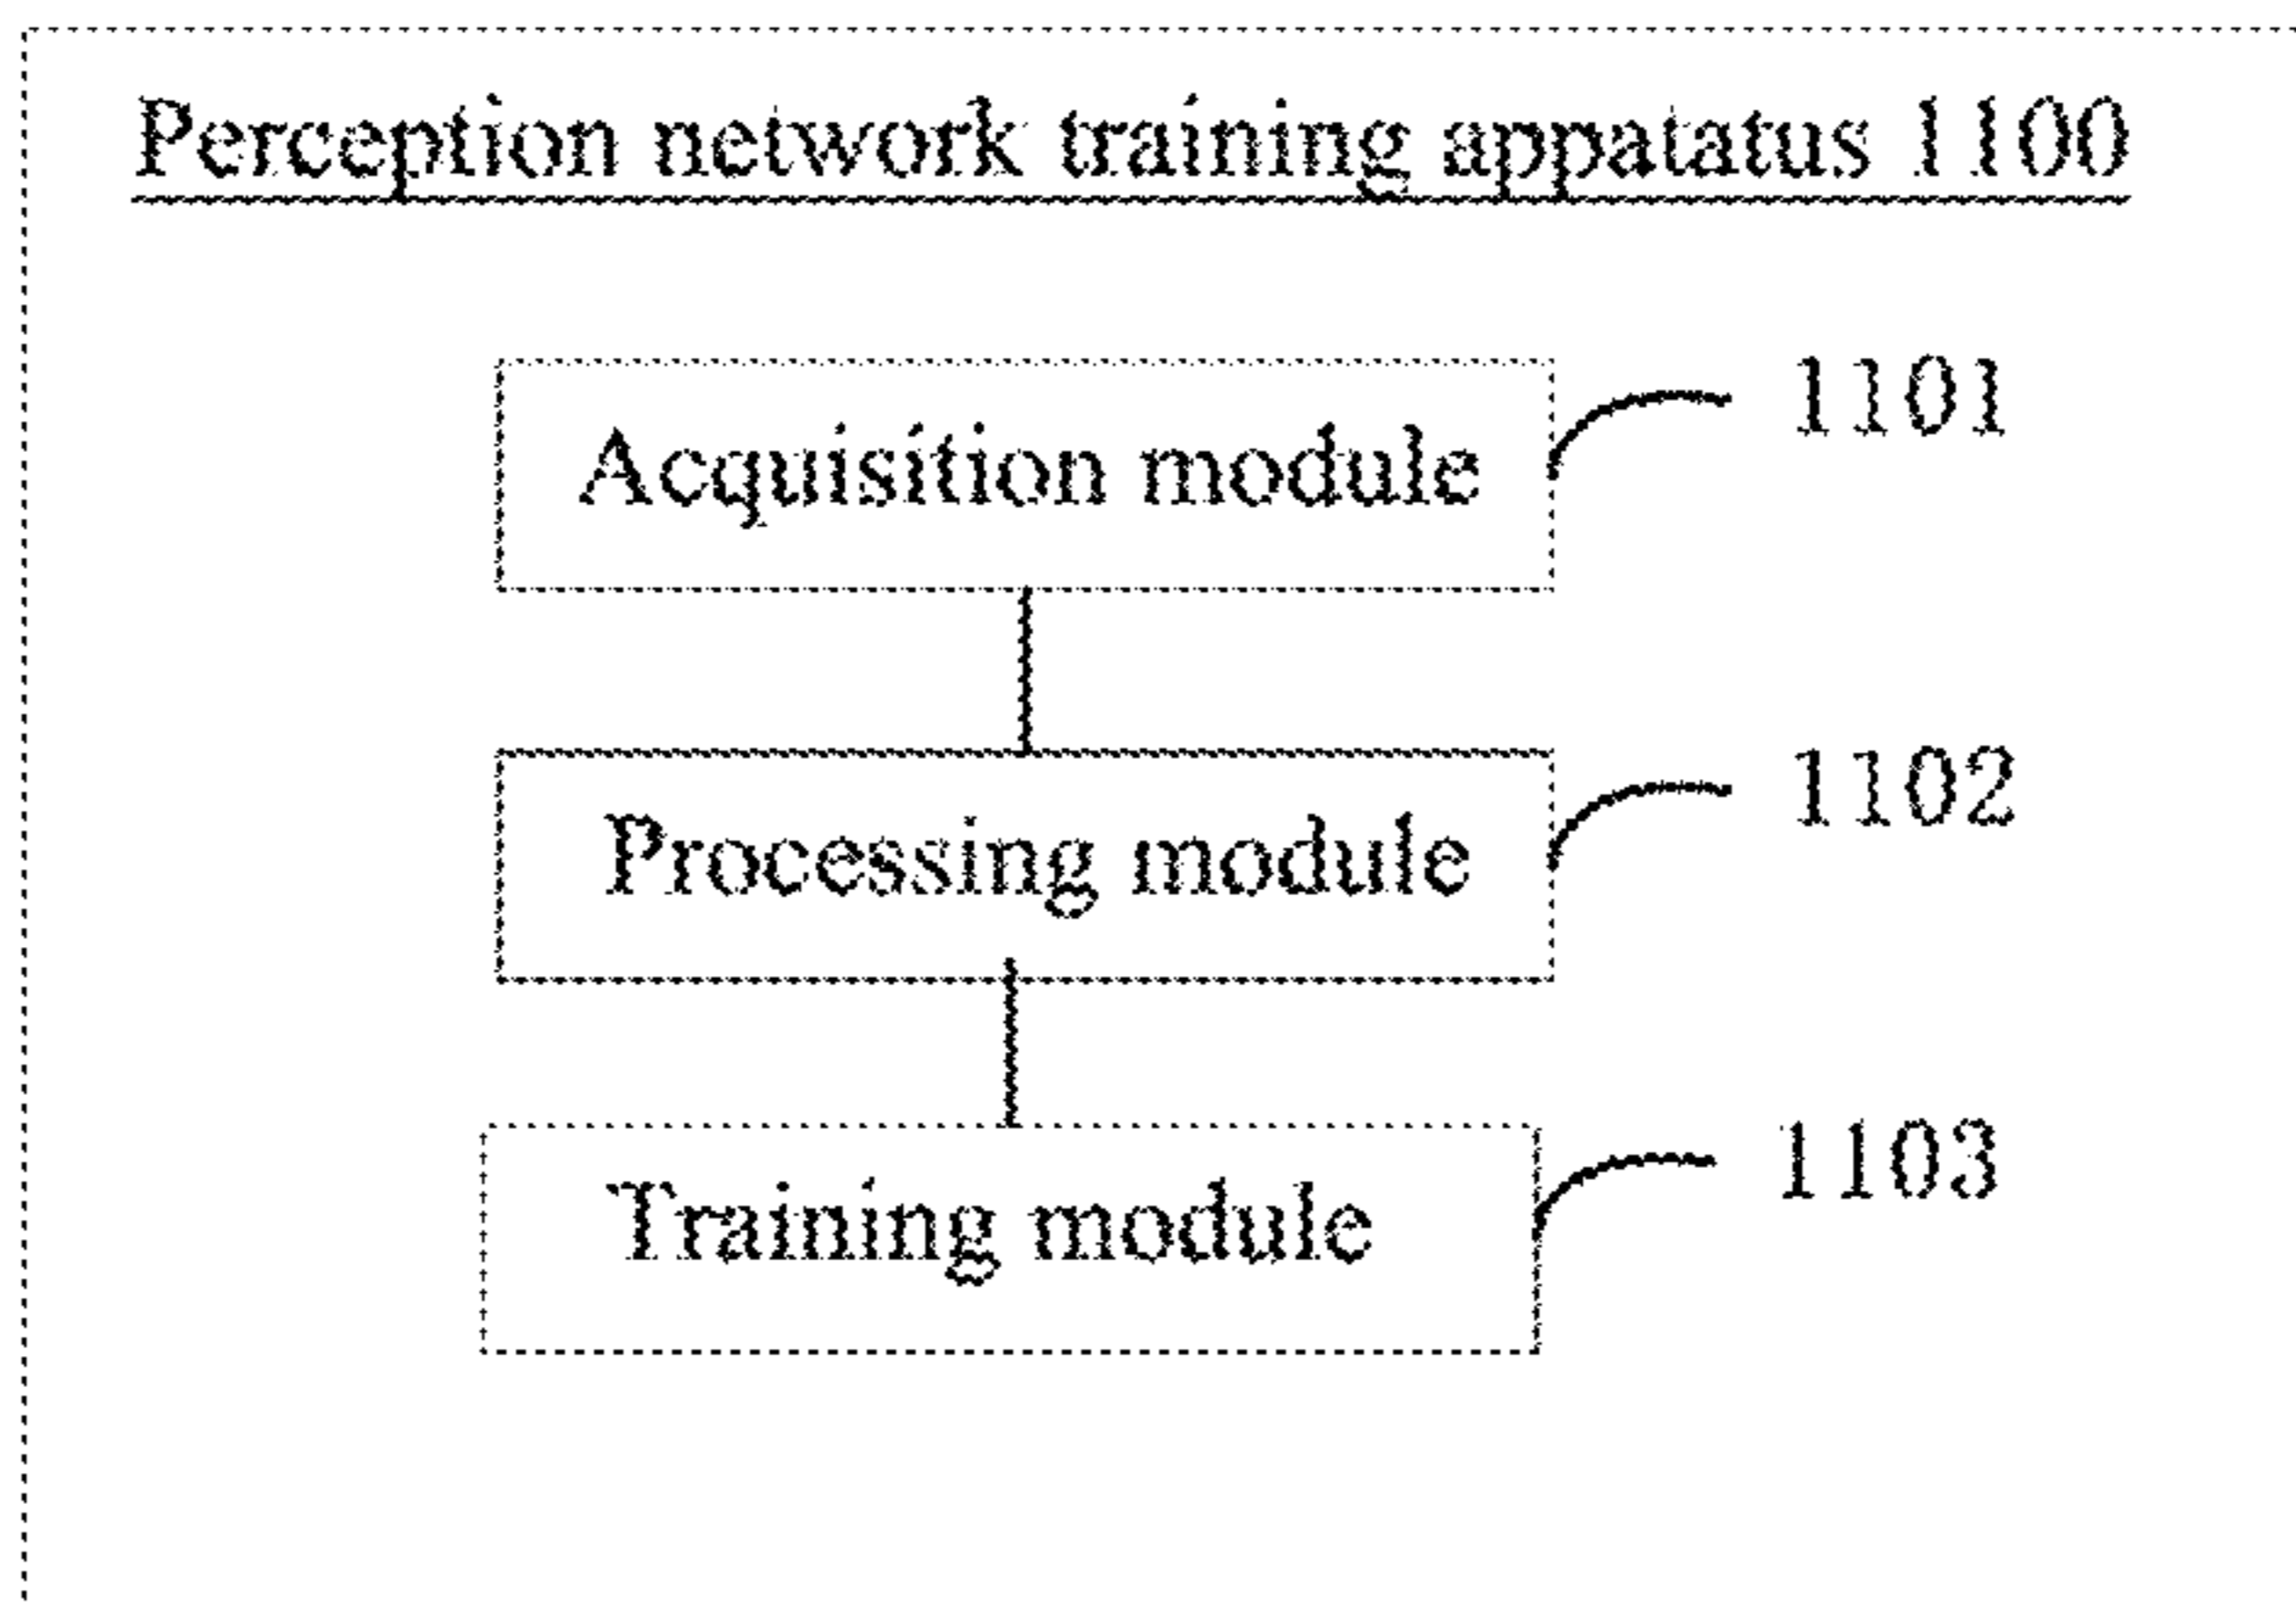 Perception network training appatatus 1100
Acquisition module
1101
Processing module
1102
Training module
1103